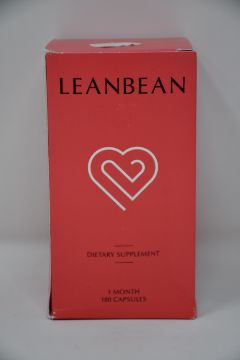 LEANBEAN
DIETARY SUPPLEMENT
1 MONTH
180 CAPSULES